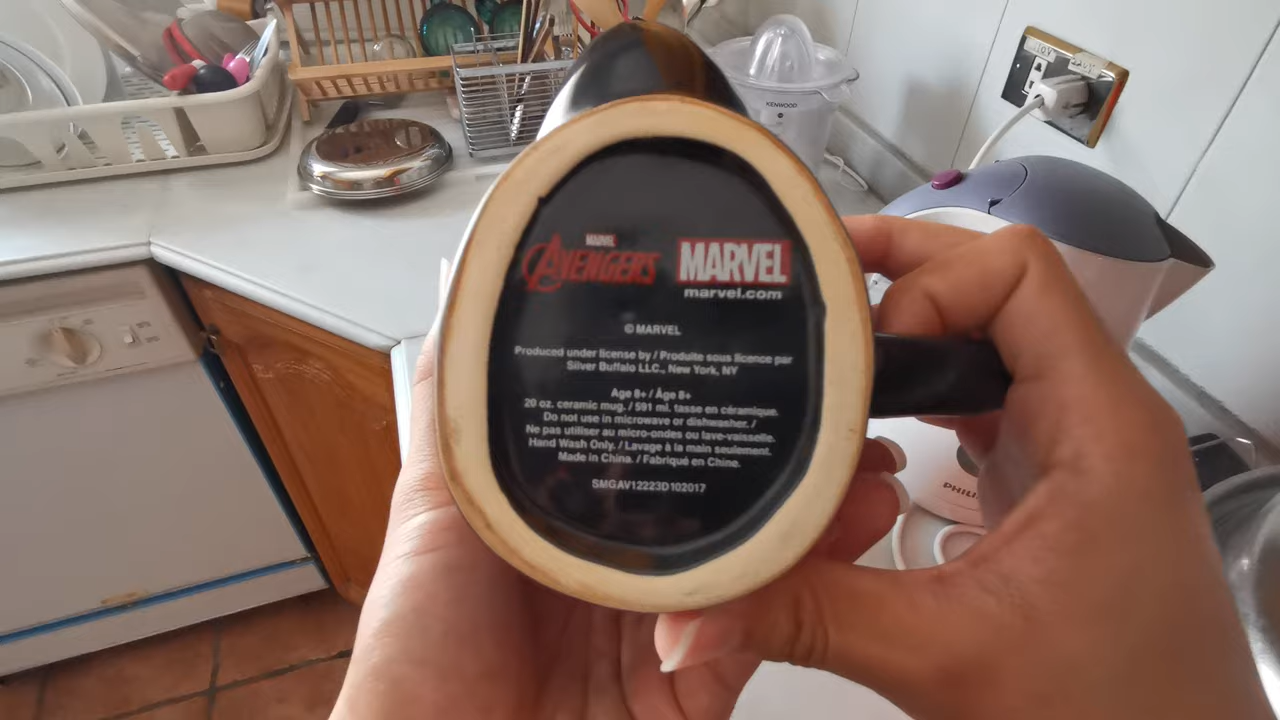 MARVEL
AVENGERS
MARVEL
marvel.com
© MARVEL
Produced under license by / Produite sous licence par
Silver Buffalo LLC., New York, NY
Age 8+ / Âge 8+
20 oz. ceramic mug. / 591 ml. tasse en céramique.
Do not use in microwave or dishwasher. /
Ne pas utiliser au micro-ondes ou lave-vaisselle.
Hand Wash Only. / Lavage à la main seulement.
Made in China. / Fabriqué en Chine.
SMGAV12223D102017
KENWOOD